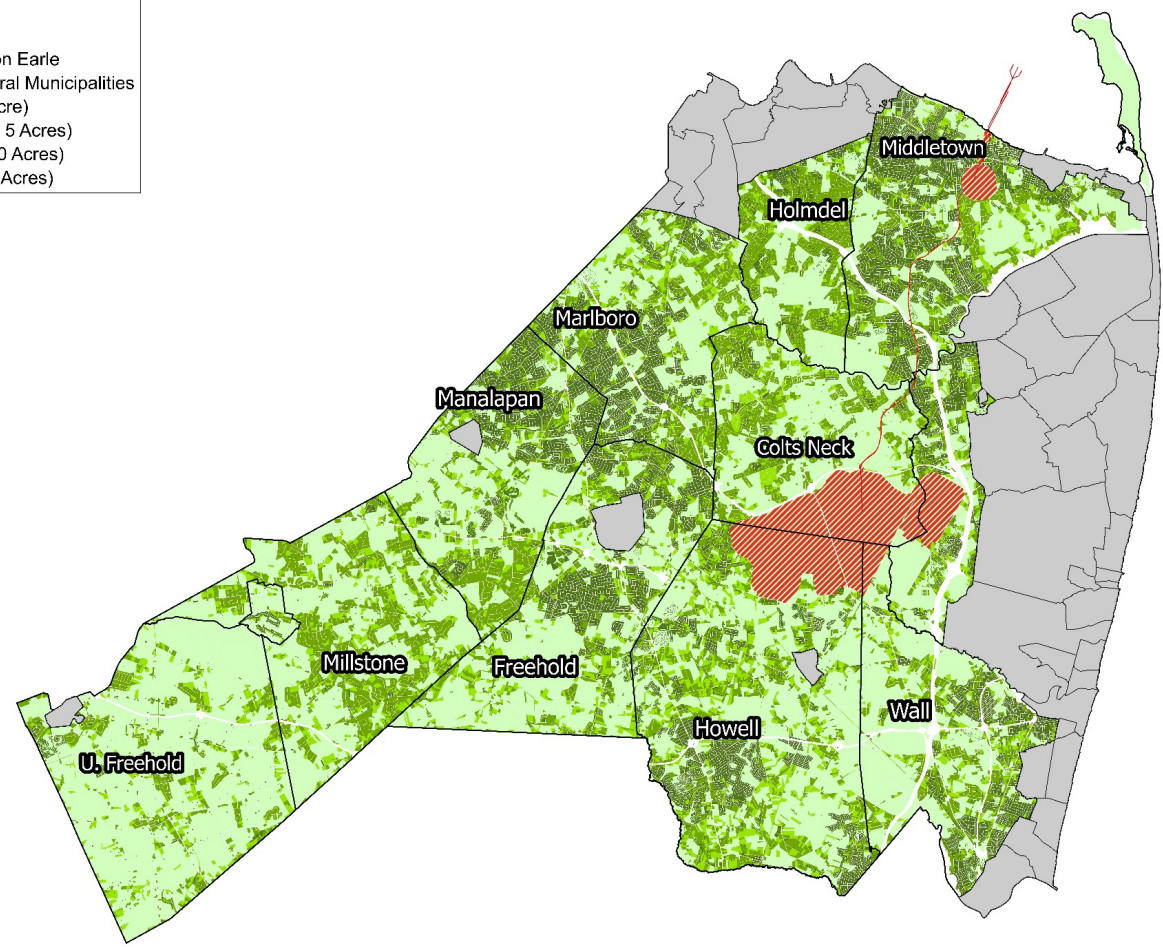 on Earle
ral Municipalities
cre)
5 Acres)
0 Acres)
Acres)
Middletown
Holmdel
Marlboro
Manalapan
Colts Neck
Millstone
Freehold
Howell
Wall
U. Freehold